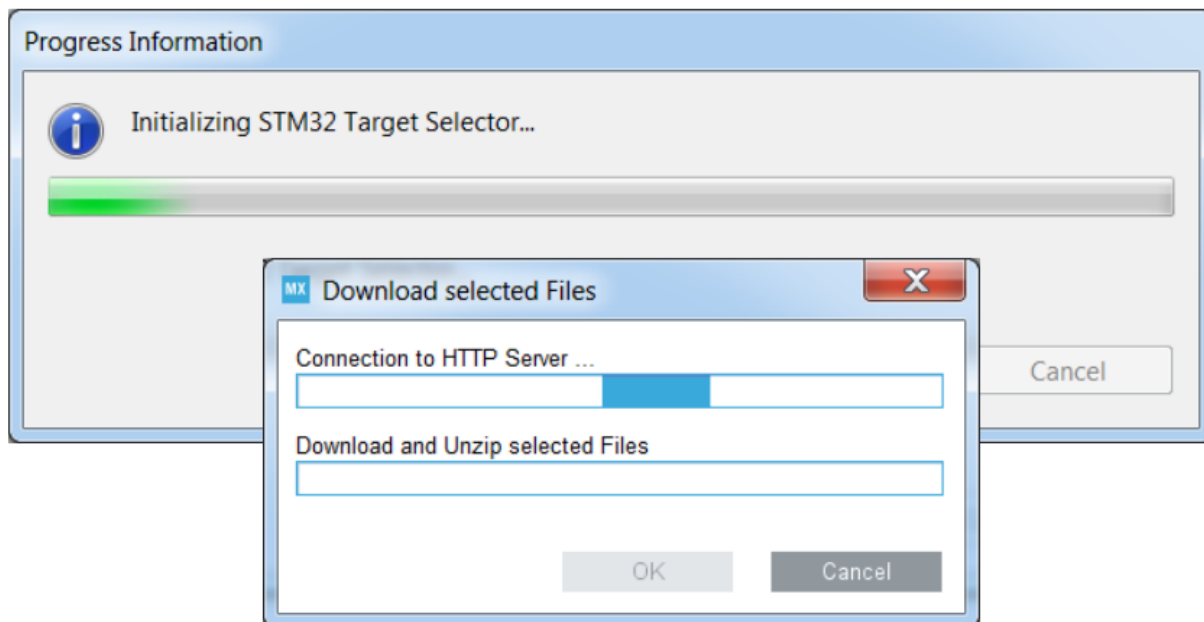 Progress Information
Initializing STM32 Target Selector...
Cancel
MX Download selected Files
Connection to HTTP Server ...
Download and Unzip selected Files
OK Cancel